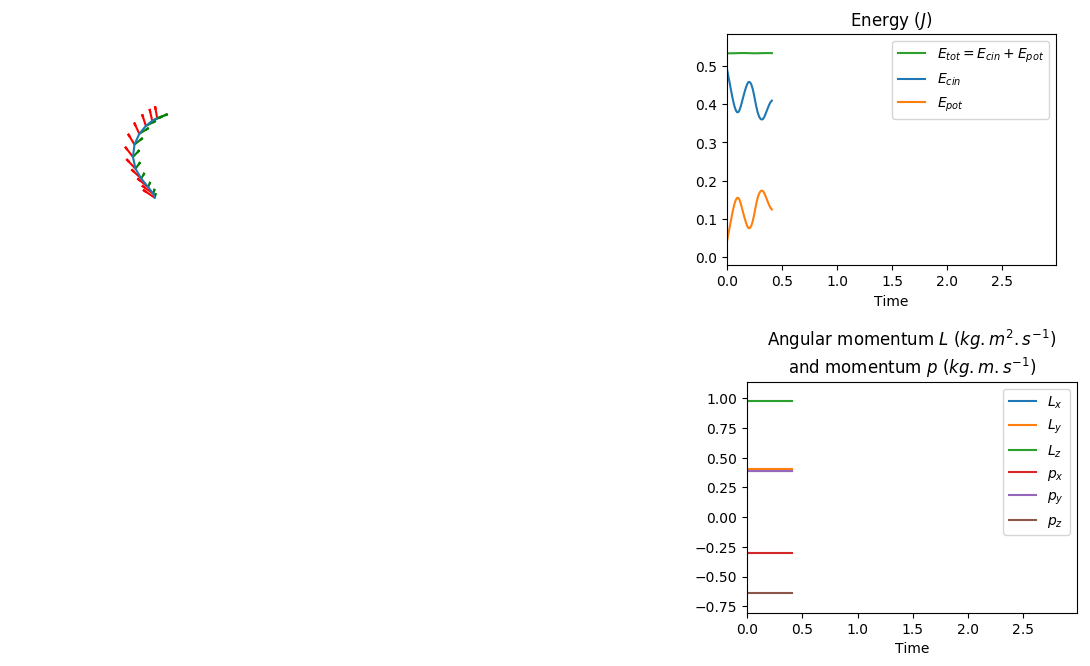 Energy (J)
E_tot = E_cin + E_pot
E_cin
E_pot
0.5
0.4
0.3
0.2
0.1
0.0
0.0 0.5 1.0 1.5 2.0 2.5
Time
Angular momentum L (kg.m².s⁻¹)
and momentum p (kg.m.s⁻¹)
L_x
L_y
L_z
p_x
p_y
p_z
1.00
0.75
0.50
0.25
0.00
−0.25
−0.50
−0.75
0.0 0.5 1.0 1.5 2.0 2.5
Time